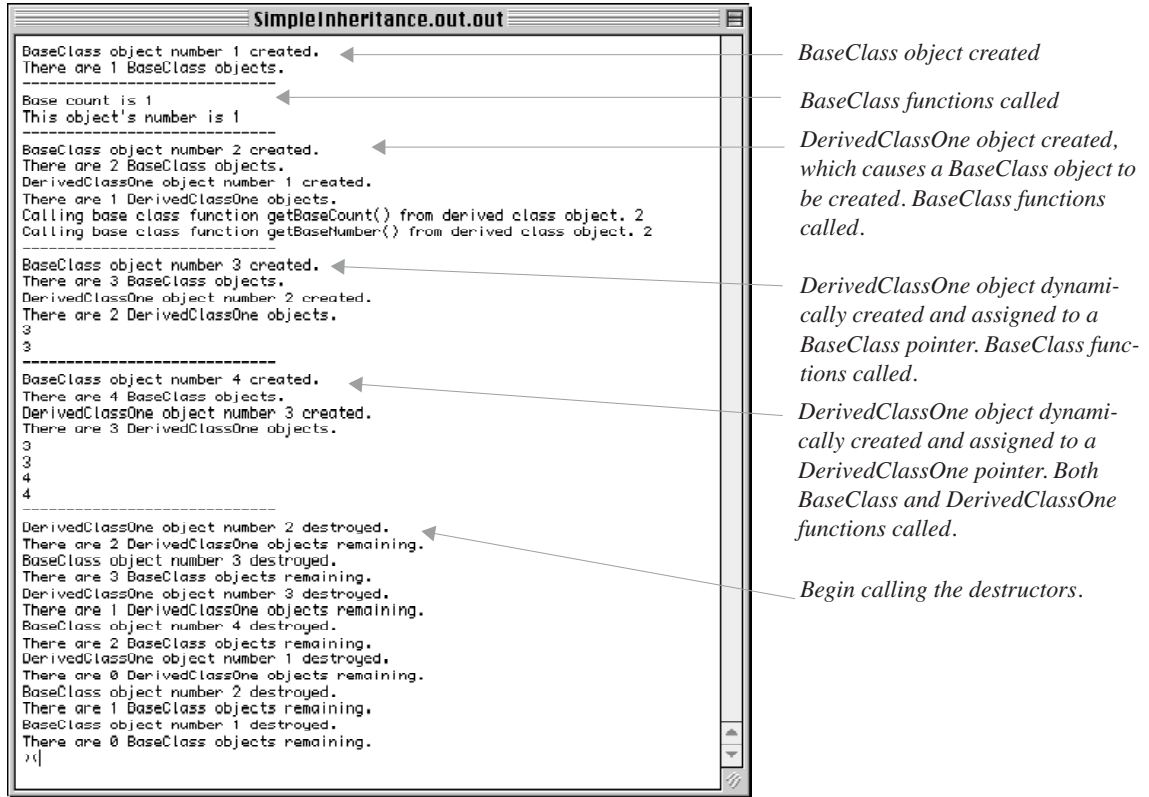 SimpleInheritance.out.out
BaseClass object number 1 created.
There are 1 BaseClass objects.
-----------------------------
Base count is 1
This object's number is 1
-----------------------------
BaseClass object number 2 created.
There are 2 BaseClass objects.
DerivedClassOne object number 1 created.
There are 1 DerivedClassOne objects.
Calling base class function getBaseCount() from derived class object. 2
Calling base class function getBaseNumber() from derived class object. 2
-----------------------------
BaseClass object number 3 created.
There are 3 BaseClass objects.
DerivedClassOne object number 2 created.
There are 2 DerivedClassOne objects.
3
3
-----------------------------
BaseClass object number 4 created.
There are 4 BaseClass objects.
DerivedClassOne object number 3 created.
There are 3 DerivedClassOne objects.
3
3
4
4
-----------------------------
DerivedClassOne object number 2 destroyed.
There are 2 DerivedClassOne objects remaining.
BaseClass object number 3 destroyed.
There are 3 BaseClass objects remaining.
DerivedClassOne object number 3 destroyed.
There are 1 DerivedClassOne objects remaining.
BaseClass object number 4 destroyed.
There are 2 BaseClass objects remaining.
DerivedClassOne object number 1 destroyed.
There are 0 DerivedClassOne objects remaining.
BaseClass object number 2 destroyed.
There are 1 BaseClass objects remaining.
BaseClass object number 1 destroyed.
There are 0 BaseClass objects remaining.
BaseClass object created
BaseClass functions called
DerivedClassOne object created,
which causes a BaseClass object to
be created. BaseClass functions
called.
DerivedClassOne object dynami-
cally created and assigned to a
BaseClass pointer. BaseClass func-
tions called.
DerivedClassOne object dynami-
cally created and assigned to a
DerivedClassOne pointer. Both
BaseClass and DerivedClassOne
functions called.
Begin calling the destructors.